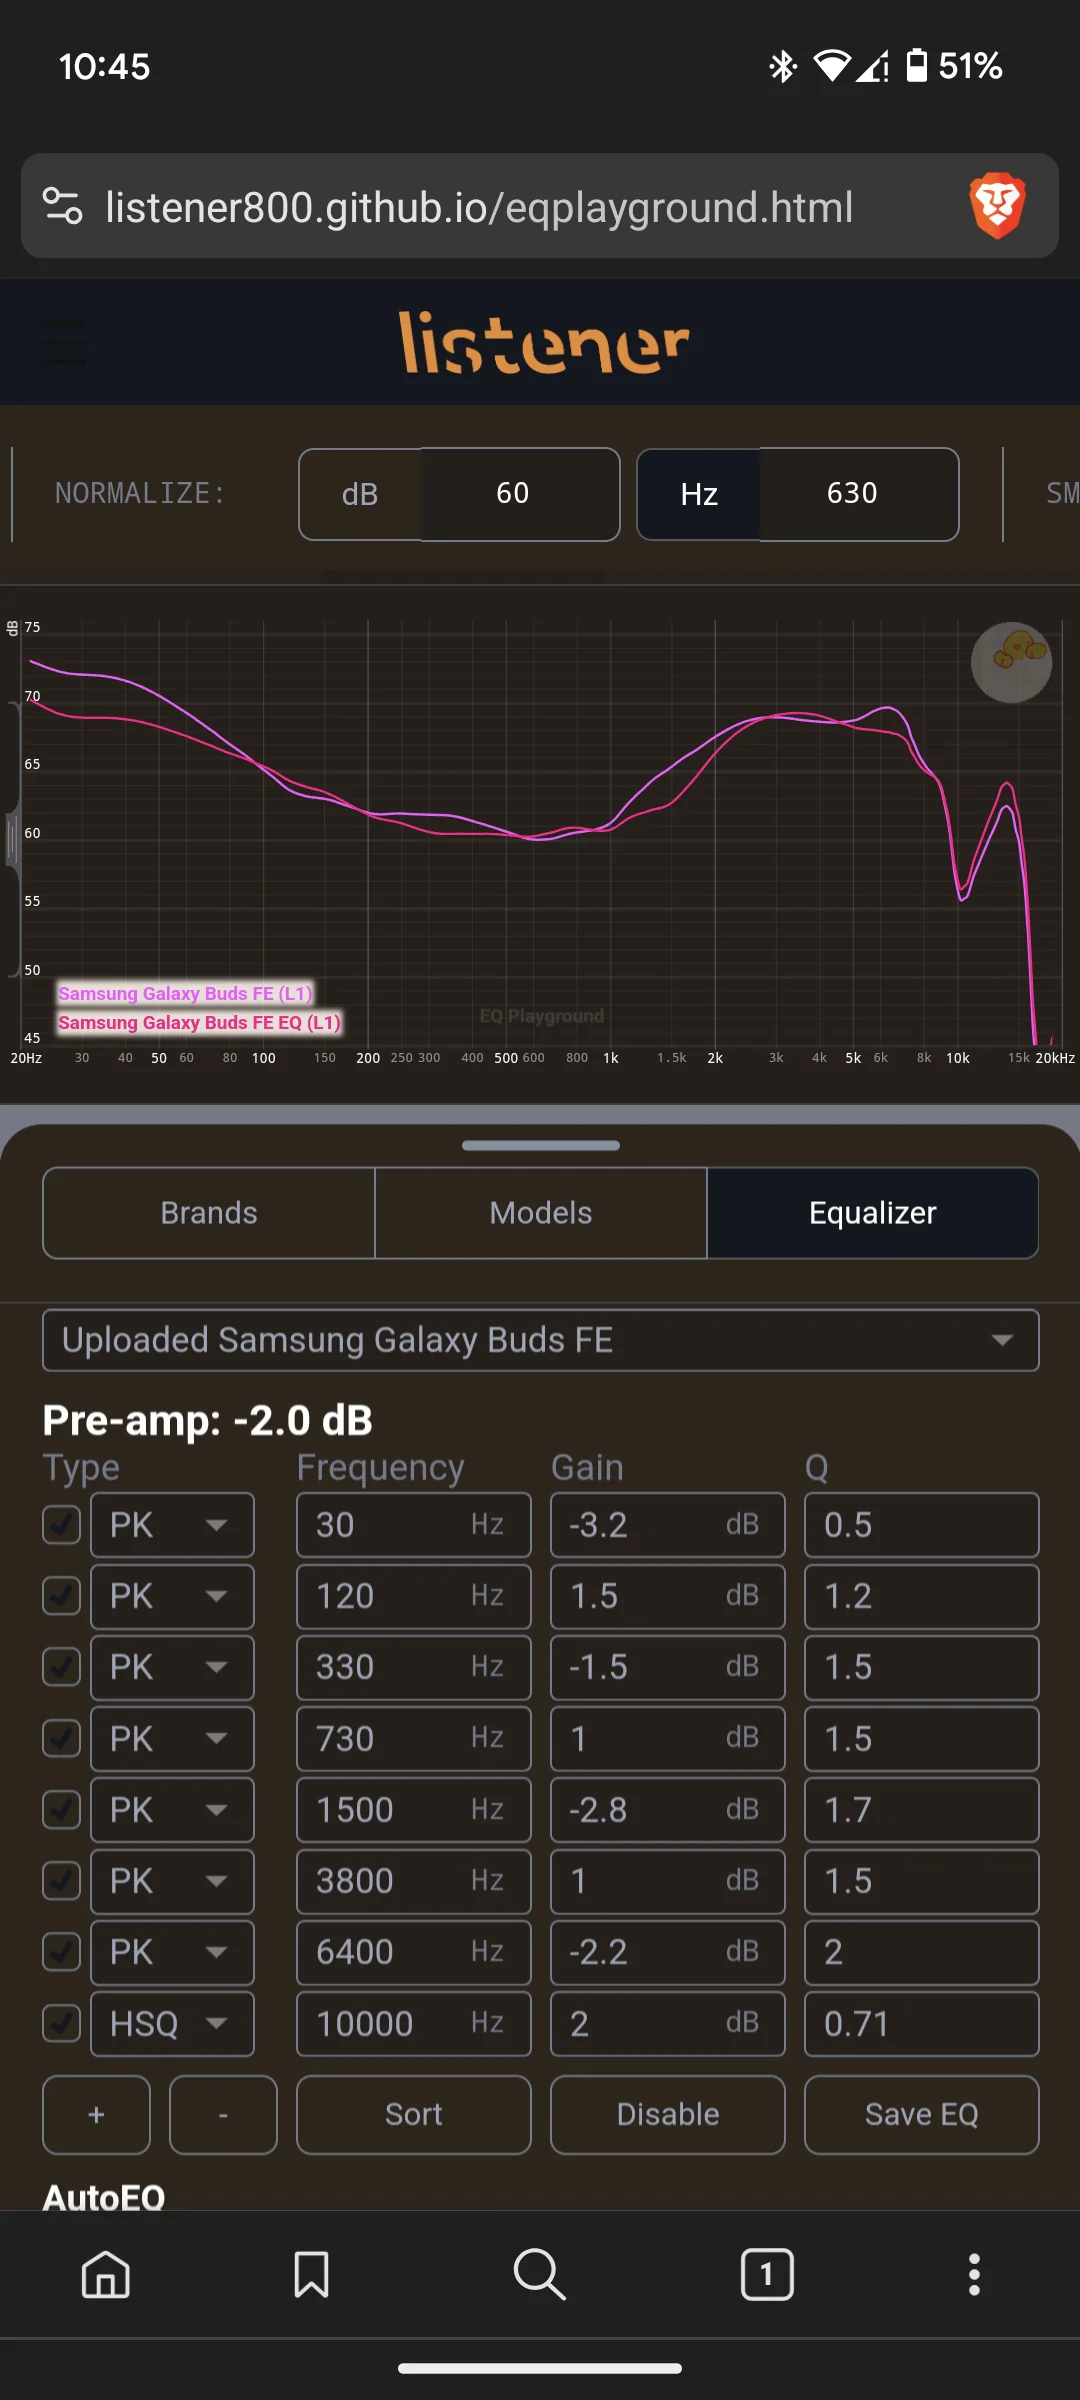 10:45
51%
listener800.github.io/eqplayground.html
listener
NORMALIZE: dB 60 Hz 630 SM
dB
75
70
65
60
55
50
45
Samsung Galaxy Buds FE (L1)
Samsung Galaxy Buds FE EQ (L1)
EQ Playground
20Hz 30 40 50 60 80 100 150 200 250 300 400 500 600 800 1k 1.5k 2k 3k 4k 5k 6k 8k 10k 15k 20kHz
Brands Models Equalizer
Uploaded Samsung Galaxy Buds FE
Pre-amp: -2.0 dB
Type Frequency Gain Q
PK 30 Hz -3.2 dB 0.5
PK 120 Hz 1.5 dB 1.2
PK 330 Hz -1.5 dB 1.5
PK 730 Hz 1 dB 1.5
PK 1500 Hz -2.8 dB 1.7
PK 3800 Hz 1 dB 1.5
PK 6400 Hz -2.2 dB 2
HSQ 10000 Hz 2 dB 0.71
+ - Sort Disable Save EQ
AutoEQ
1